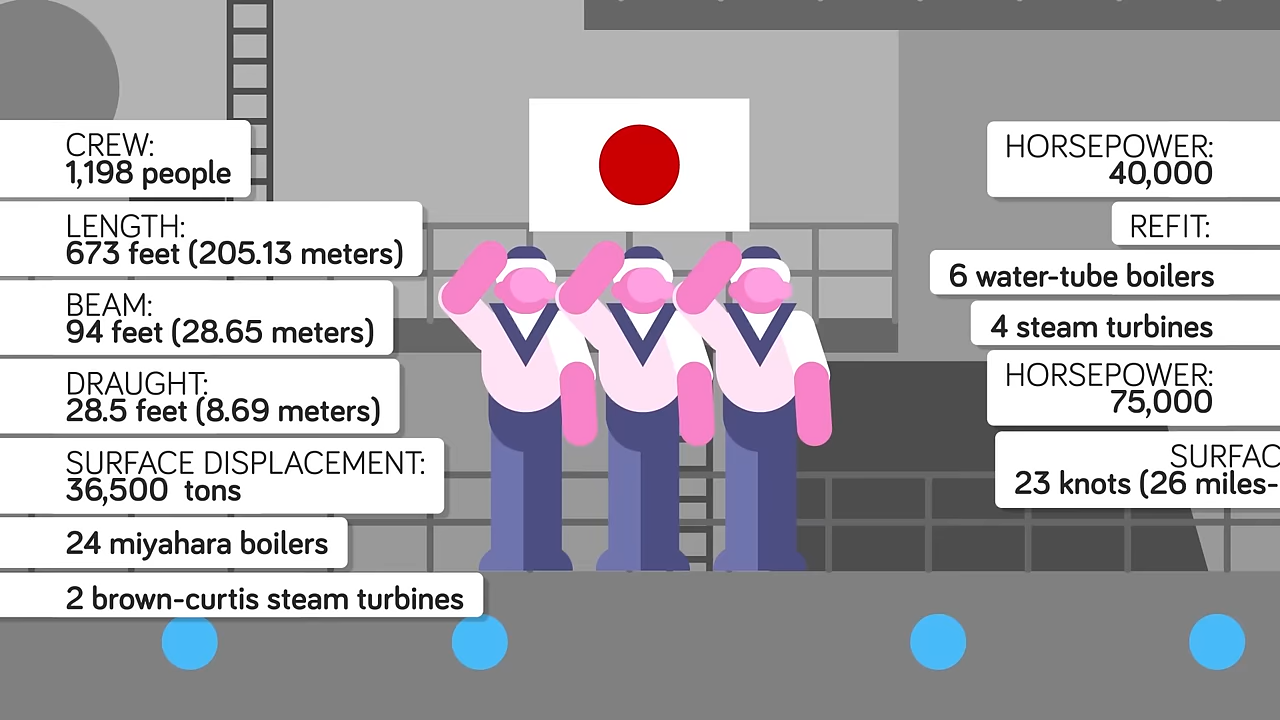 CREW:
1,198 people
LENGTH:
673 feet (205.13 meters)
BEAM:
94 feet (28.65 meters)
DRAUGHT:
28.5 feet (8.69 meters)
SURFACE DISPLACEMENT:
36,500 tons
24 miyahara boilers
2 brown-curtis steam turbines
HORSEPOWER:
40,000
REFIT:
6 water-tube boilers
4 steam turbines
HORSEPOWER:
75,000
SURFAC
23 knots (26 miles-